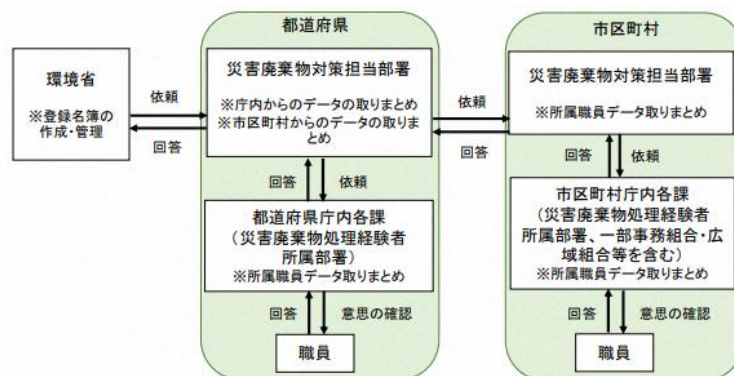 都道府県
市区町村
環境省
※登録名簿の
作成・管理
依頼
回答
災害廃棄物対策担当部署
※庁内からのデータの取りまとめ
※市区町村からのデータの取りま
とめ
依頼
回答
災害廃棄物対策担当部署
※所属職員データ取りまとめ
回答
依頼
都道府県庁内各課
(災害廃棄物処理経験者
所属部署)
※所属職員データ取りまとめ
回答
意思の確認
職員
回答
依頼
市区町村庁内各課
(災害廃棄物処理経験者
所属部署、一部事務組合・広
域組合等を含む)
※所属職員データ取りまとめ
回答
意思の確認
職員